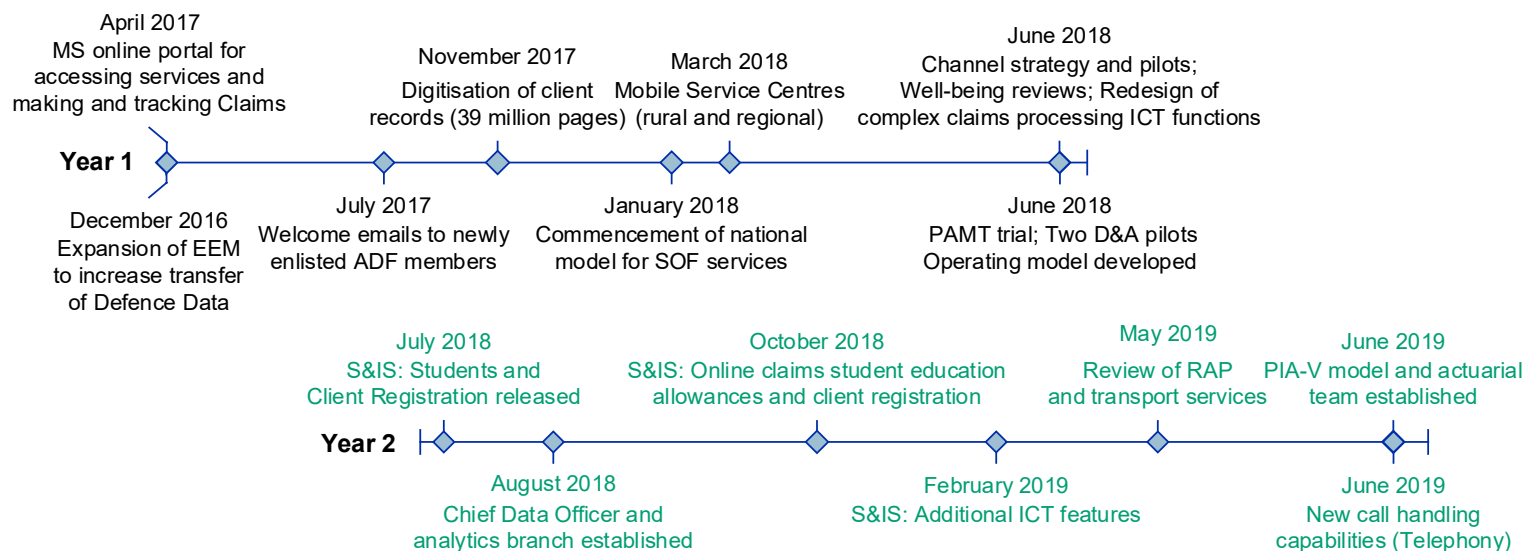 April 2017
MS online portal for
accessing services and
making and tracking Claims
November 2017
Digitisation of client
records (39 million pages)
March 2018
Mobile Service Centres
(rural and regional)
June 2018
Channel strategy and pilots;
Well-being reviews; Redesign of
complex claims processing ICT functions
Year 1
December 2016
Expansion of EEM
to increase transfer
of Defence Data
July 2017
Welcome emails to newly
enlisted ADF members
January 2018
Commencement of national
model for SOF services
June 2018
PAMT trial; Two D&A pilots
Operating model developed
July 2018
S&IS: Students and
Client Registration released
October 2018
S&IS: Online claims student education
allowances and client registration
May 2019
Review of RAP
and transport services
June 2019
PIA-V model and actuarial
team established
Year 2
August 2018
Chief Data Officer and
analytics branch established
February 2019
S&IS: Additional ICT features
June 2019
New call handling
capabilities (Telephony)